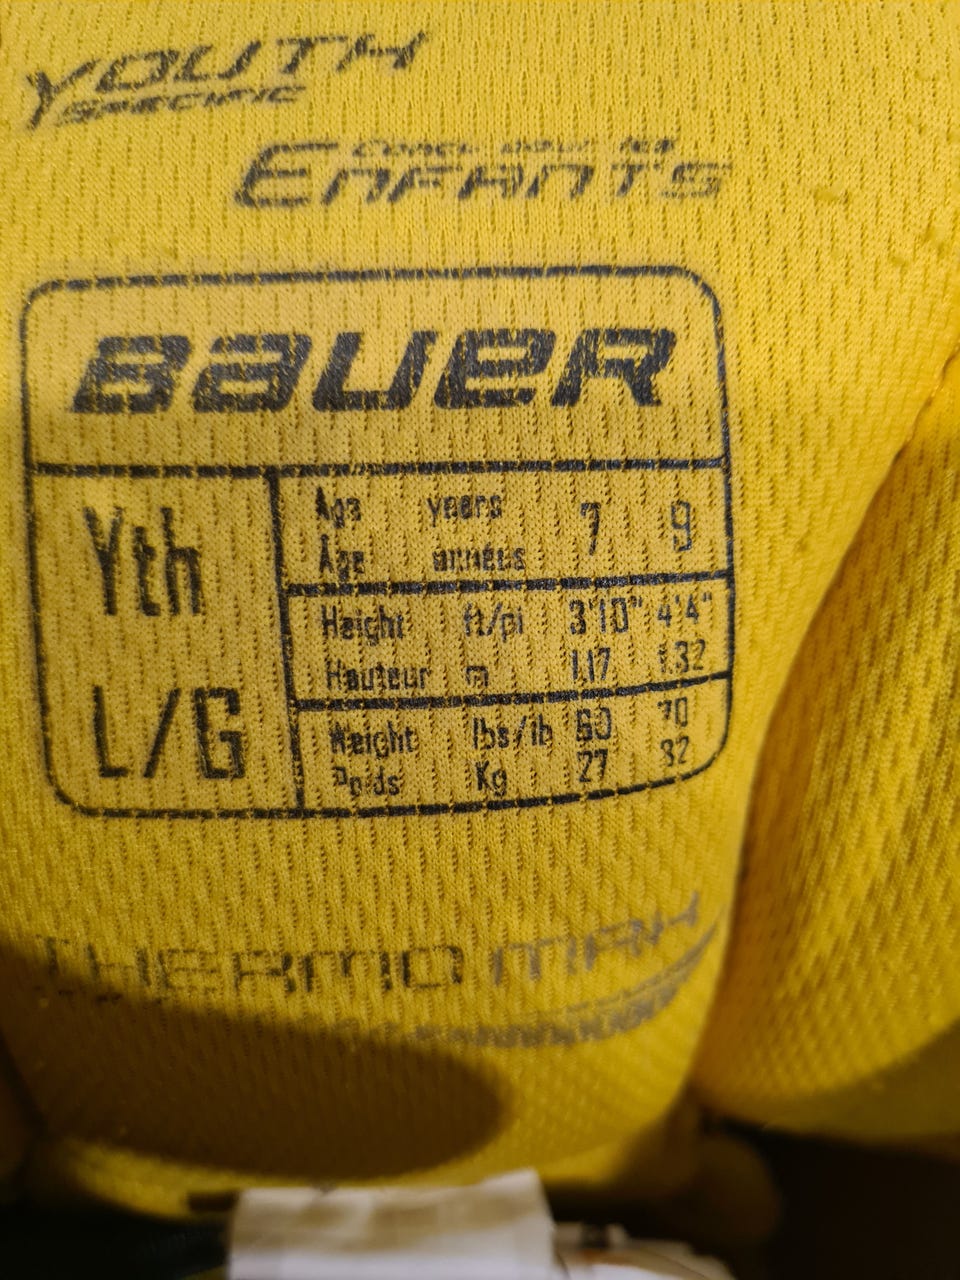 YOUTH
SPECIFIC
ENFANTS
BAUER
Yth
L/G
Age years 7 9
Âge années
Height ft/pi 3'10" 4'4"
Hauteur m 1.17 1.32
Weight lbs/lb 60 70
Poids Kg 27 32
THERMO MAX